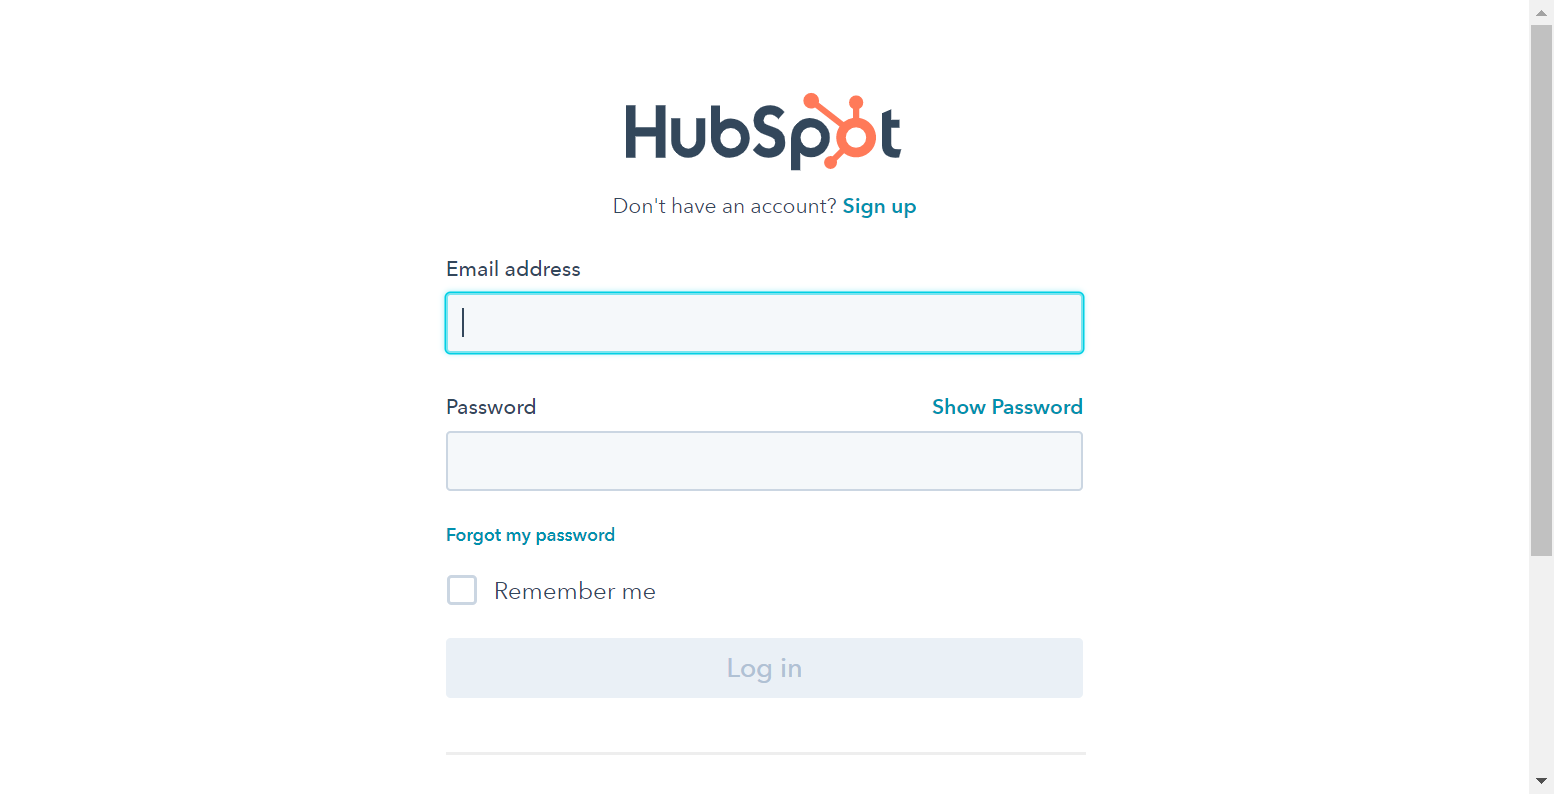 HubSpot
Don't have an account? Sign up
Email address
Password Show Password
Forgot my password
Remember me
Log in